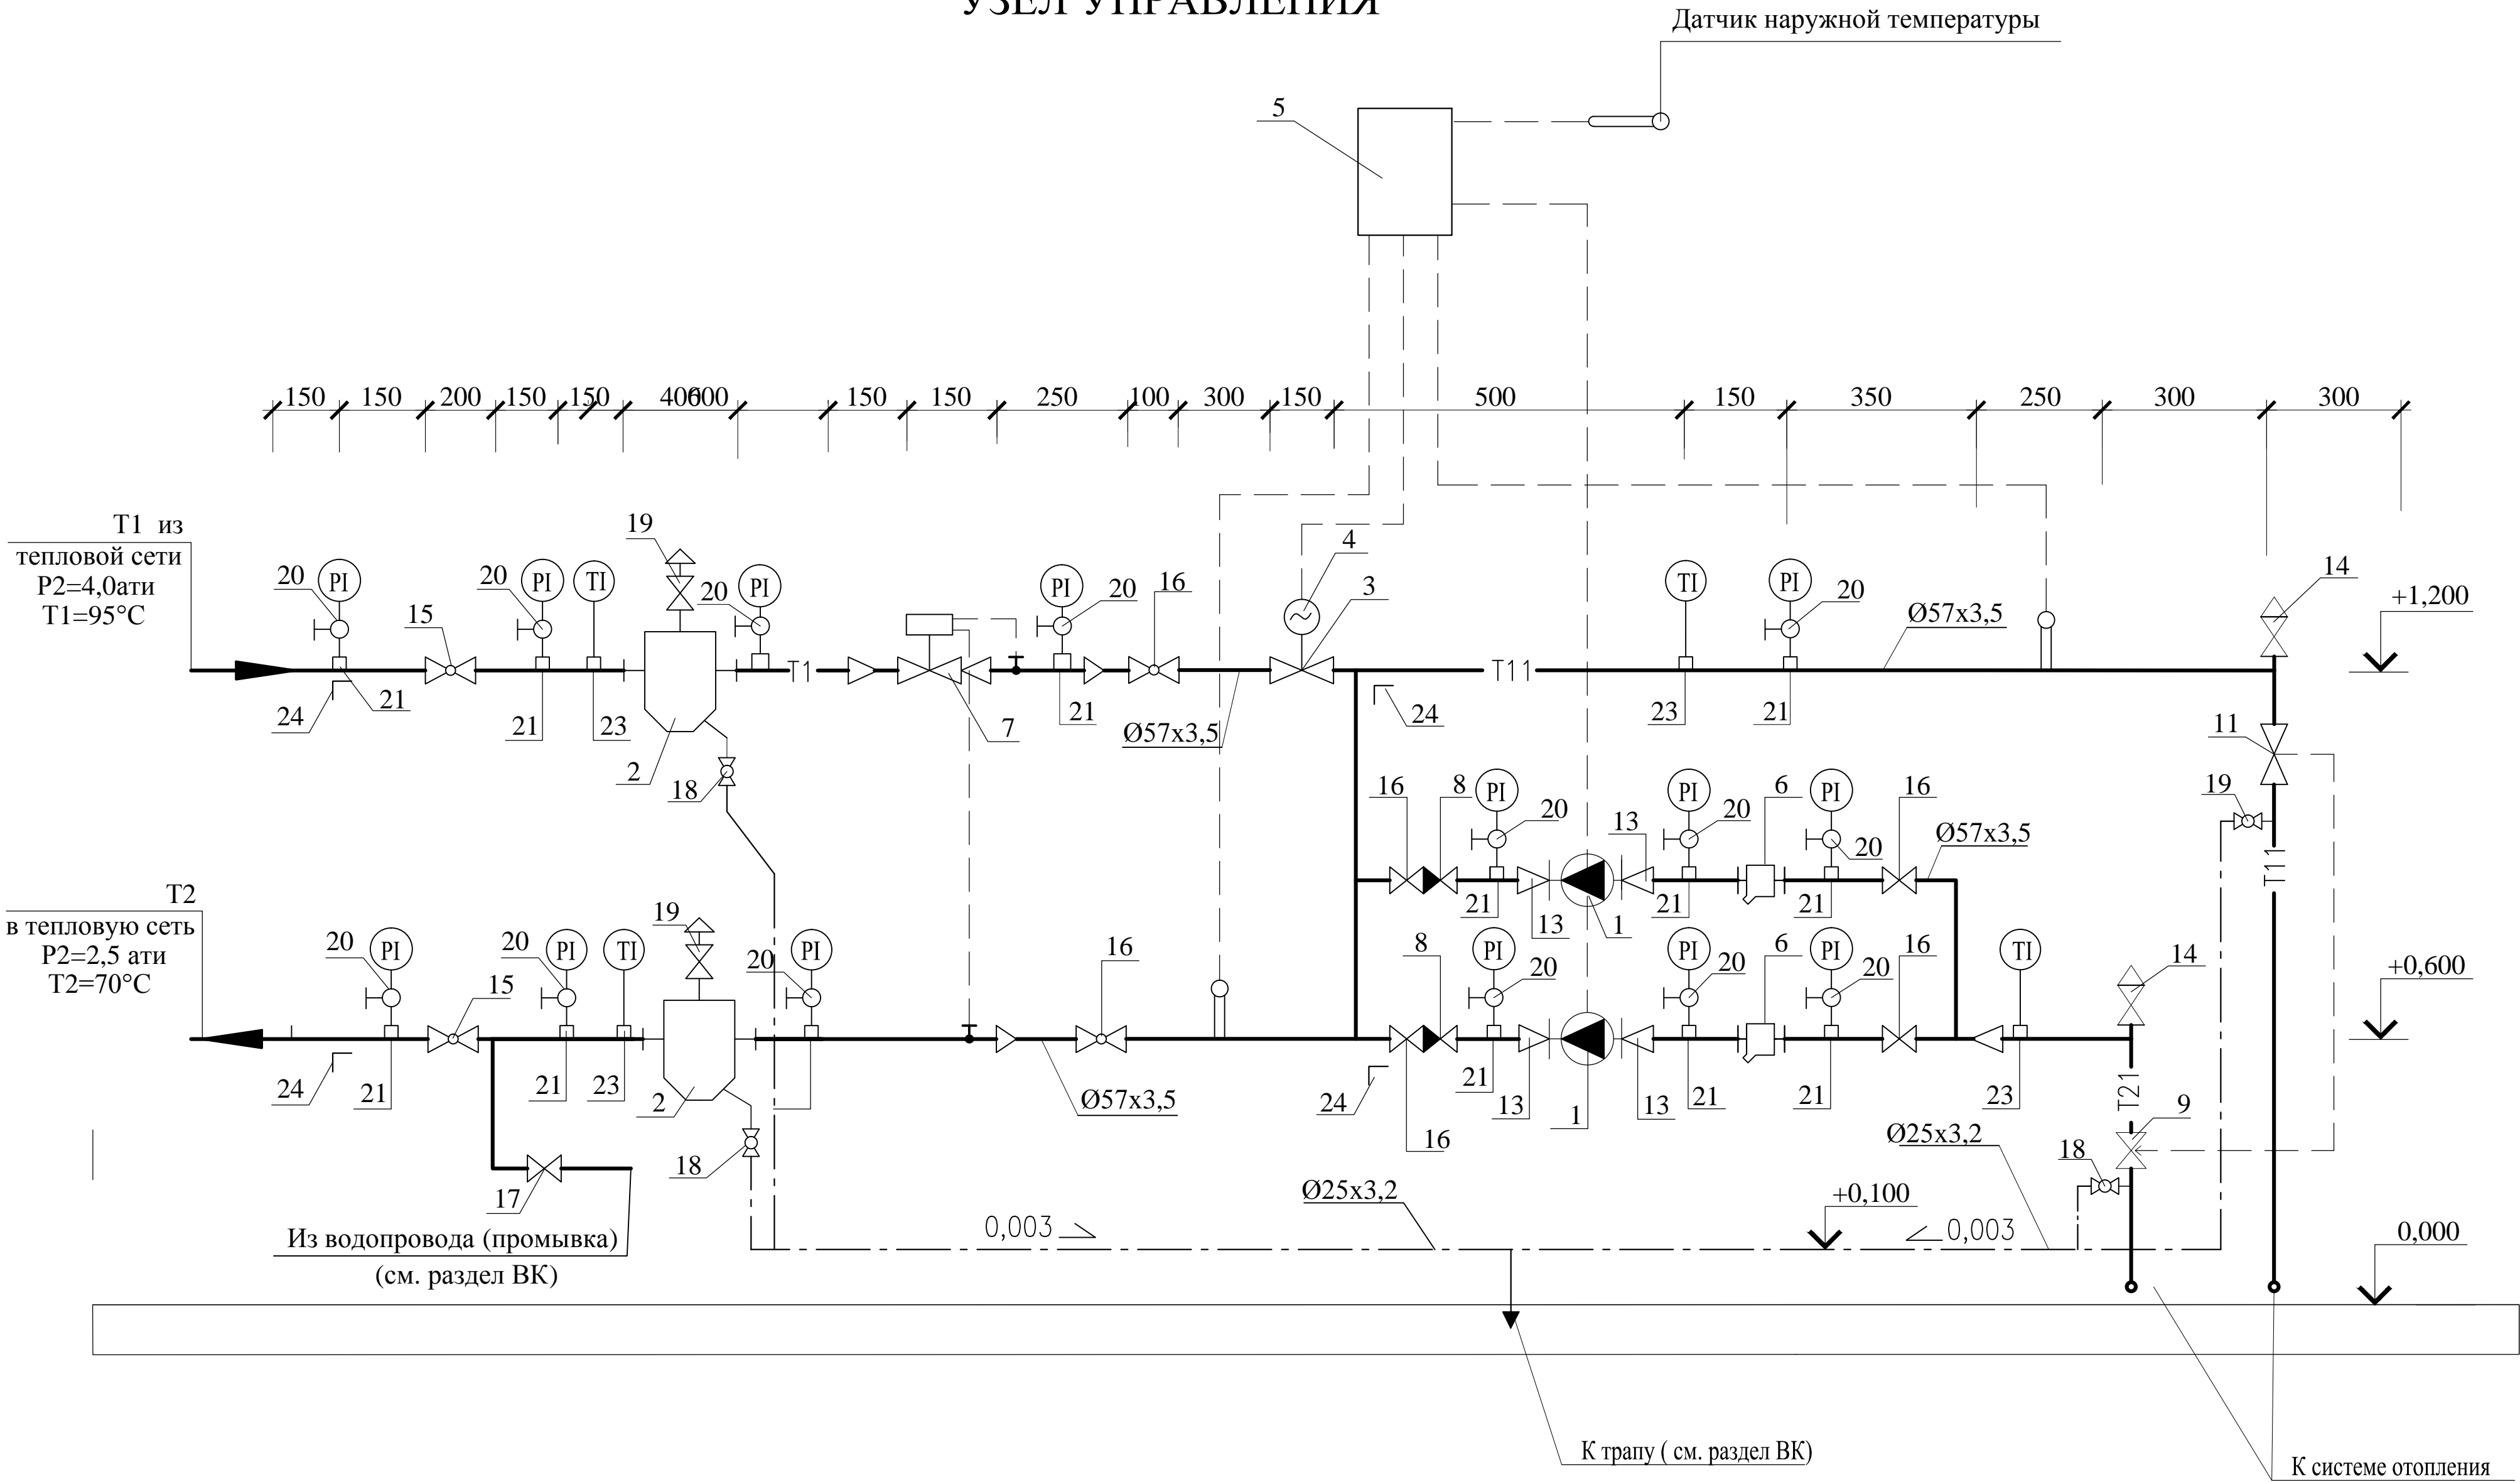 УЗЕЛ УПРАВЛЕНИЯ
Датчик наружной температуры
5
150 150 200 150 150 400 600 150 150 250 100 300 150 500 150 350 250 300 300
Т1 из
тепловой сети
Р2=4,0ати
Т1=95°С
20 PI 15 20 PI TI 19 20 PI PI 20 16 4 3 TI PI 20 Ø57х3,5 14 +1,200
T1 T11
24 21 21 23 2 18 7 21 Ø57х3,5 24 23 21 11
16 8 PI 20 13 PI 20 6 PI 20 16 Ø57х3,5 19
T11
21 13 1 21 21
Т2
в тепловую сеть
Р2=2,5 ати
Т2=70°С
20 PI 15 20 PI TI 19 20 PI 16 8 PI 20 PI 20 6 PI 20 16 TI 14 +0,600
24 21 21 23 2 Ø57х3,5 24 16 21 13 1 13 21 21 23 T21 9
18 17 Ø25х3,2 18
Из водопровода (промывка)
(см. раздел ВК)
0,003 Ø25х3,2 +0,100 0,003 0,000
К трапу ( см. раздел ВК)
К системе отопления